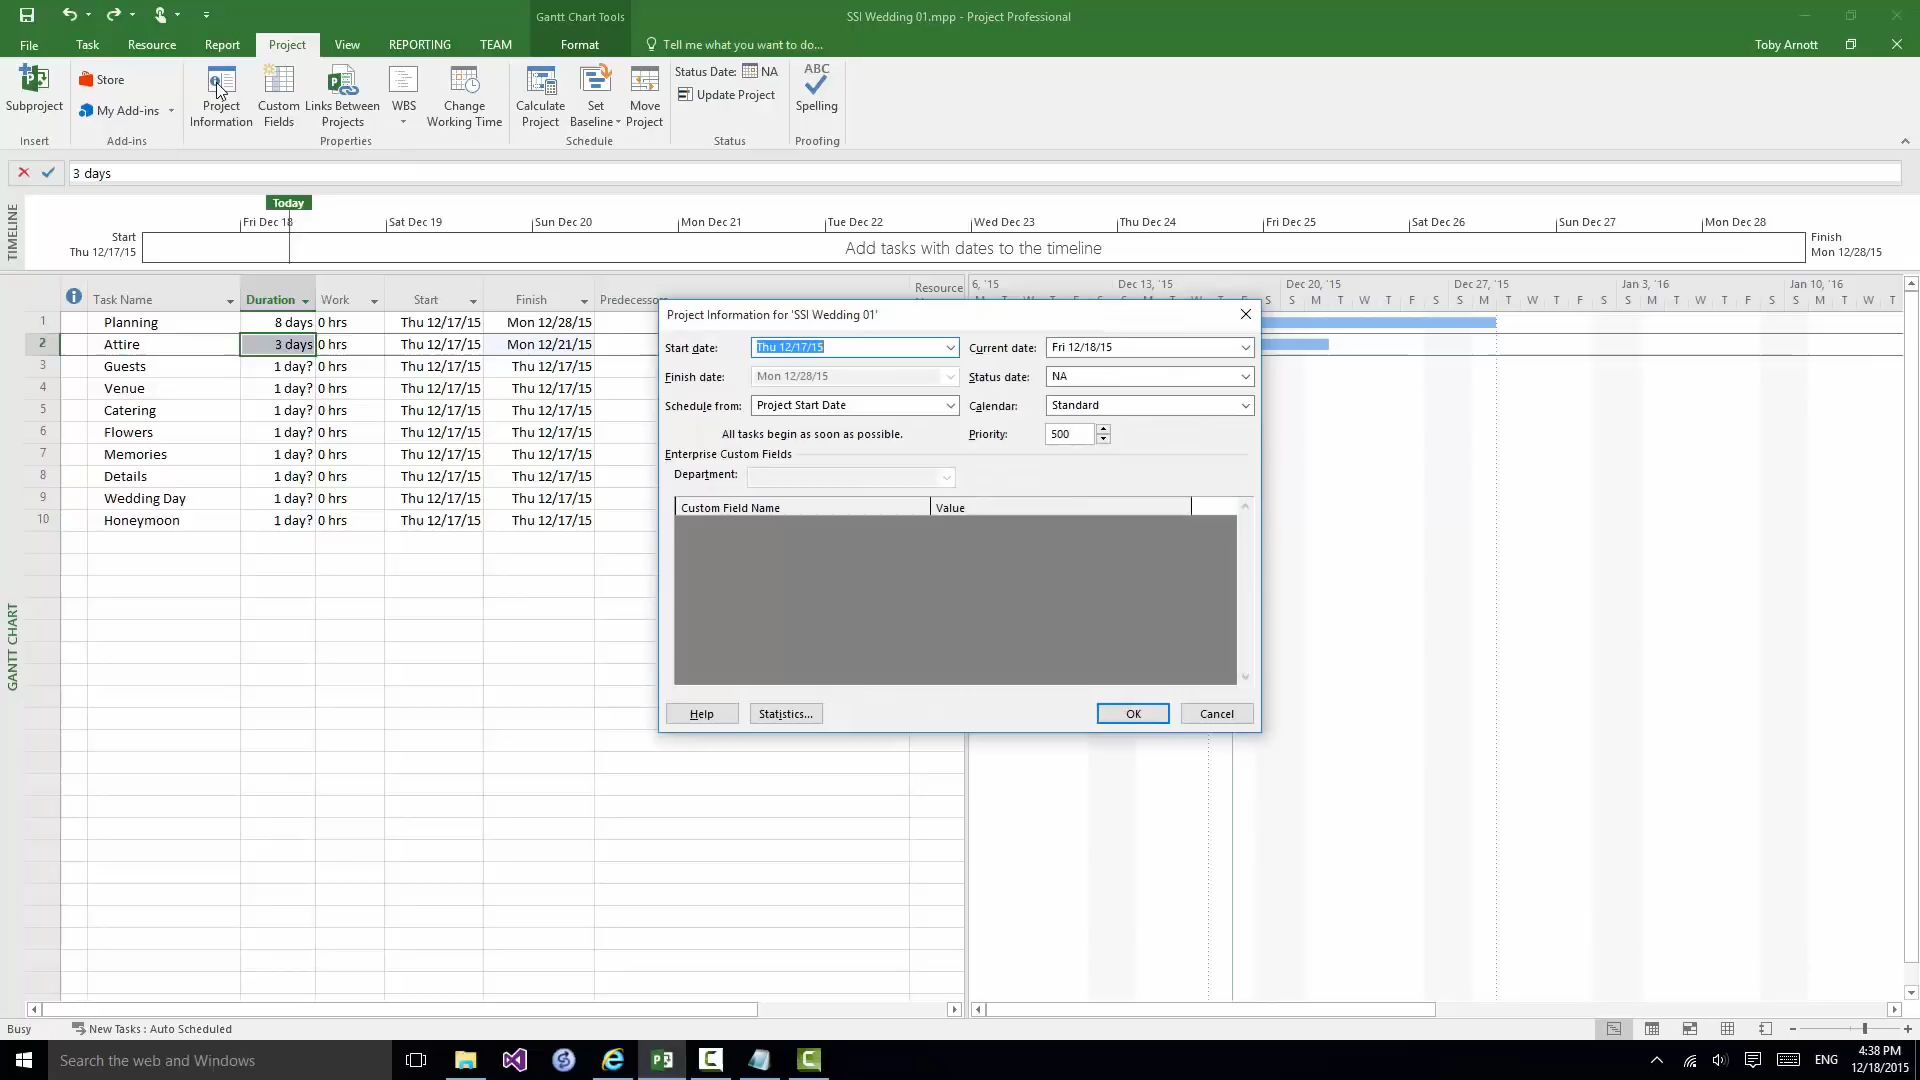 Gantt Chart Tools
SSI Wedding 01.mpp - Project Professional
File Task Resource Report Project View REPORTING TEAM Format Tell me what you want to do... Toby Arnott
Subproject
Store
My Add-ins
Project Information
Custom Fields
Links Between Projects
WBS
Change Working Time
Calculate Project
Set Baseline
Move Project
Status Date: NA
Update Project
ABC
Spelling
Insert Add-ins Properties Schedule Status Proofing
3 days
TIMELINE
Today
Fri Dec 18 Sat Dec 19 Sun Dec 20 Mon Dec 21 Tue Dec 22 Wed Dec 23 Thu Dec 24 Fri Dec 25 Sat Dec 26 Sun Dec 27 Mon Dec 28
Start
Thu 12/17/15
Add tasks with dates to the timeline
Finish
Mon 12/28/15
GANTT CHART
Task Name Duration Work Start Finish Predecessors Resource
6, '15 Dec 13, '15 Dec 20, '15 Dec 27, '15 Jan 3, '16 Jan 10, '16
S S M T W T F S S M T W T F S S M T W T F S S M T W T
1 Planning 8 days 0 hrs Thu 12/17/15 Mon 12/28/15
2 Attire 3 days 0 hrs Thu 12/17/15 Mon 12/21/15
3 Guests 1 day? 0 hrs Thu 12/17/15 Thu 12/17/15
4 Venue 1 day? 0 hrs Thu 12/17/15 Thu 12/17/15
5 Catering 1 day? 0 hrs Thu 12/17/15 Thu 12/17/15
6 Flowers 1 day? 0 hrs Thu 12/17/15 Thu 12/17/15
7 Memories 1 day? 0 hrs Thu 12/17/15 Thu 12/17/15
8 Details 1 day? 0 hrs Thu 12/17/15 Thu 12/17/15
9 Wedding Day 1 day? 0 hrs Thu 12/17/15 Thu 12/17/15
10 Honeymoon 1 day? 0 hrs Thu 12/17/15 Thu 12/17/15
Project Information for 'SSI Wedding 01'
Start date: Thu 12/17/15 Current date: Fri 12/18/15
Finish date: Mon 12/28/15 Status date: NA
Schedule from: Project Start Date Calendar: Standard
All tasks begin as soon as possible. Priority: 500
Enterprise Custom Fields
Department:
Custom Field Name Value
Help Statistics... OK Cancel
Busy New Tasks : Auto Scheduled
Search the web and Windows
ENG
4:38 PM
12/18/2015